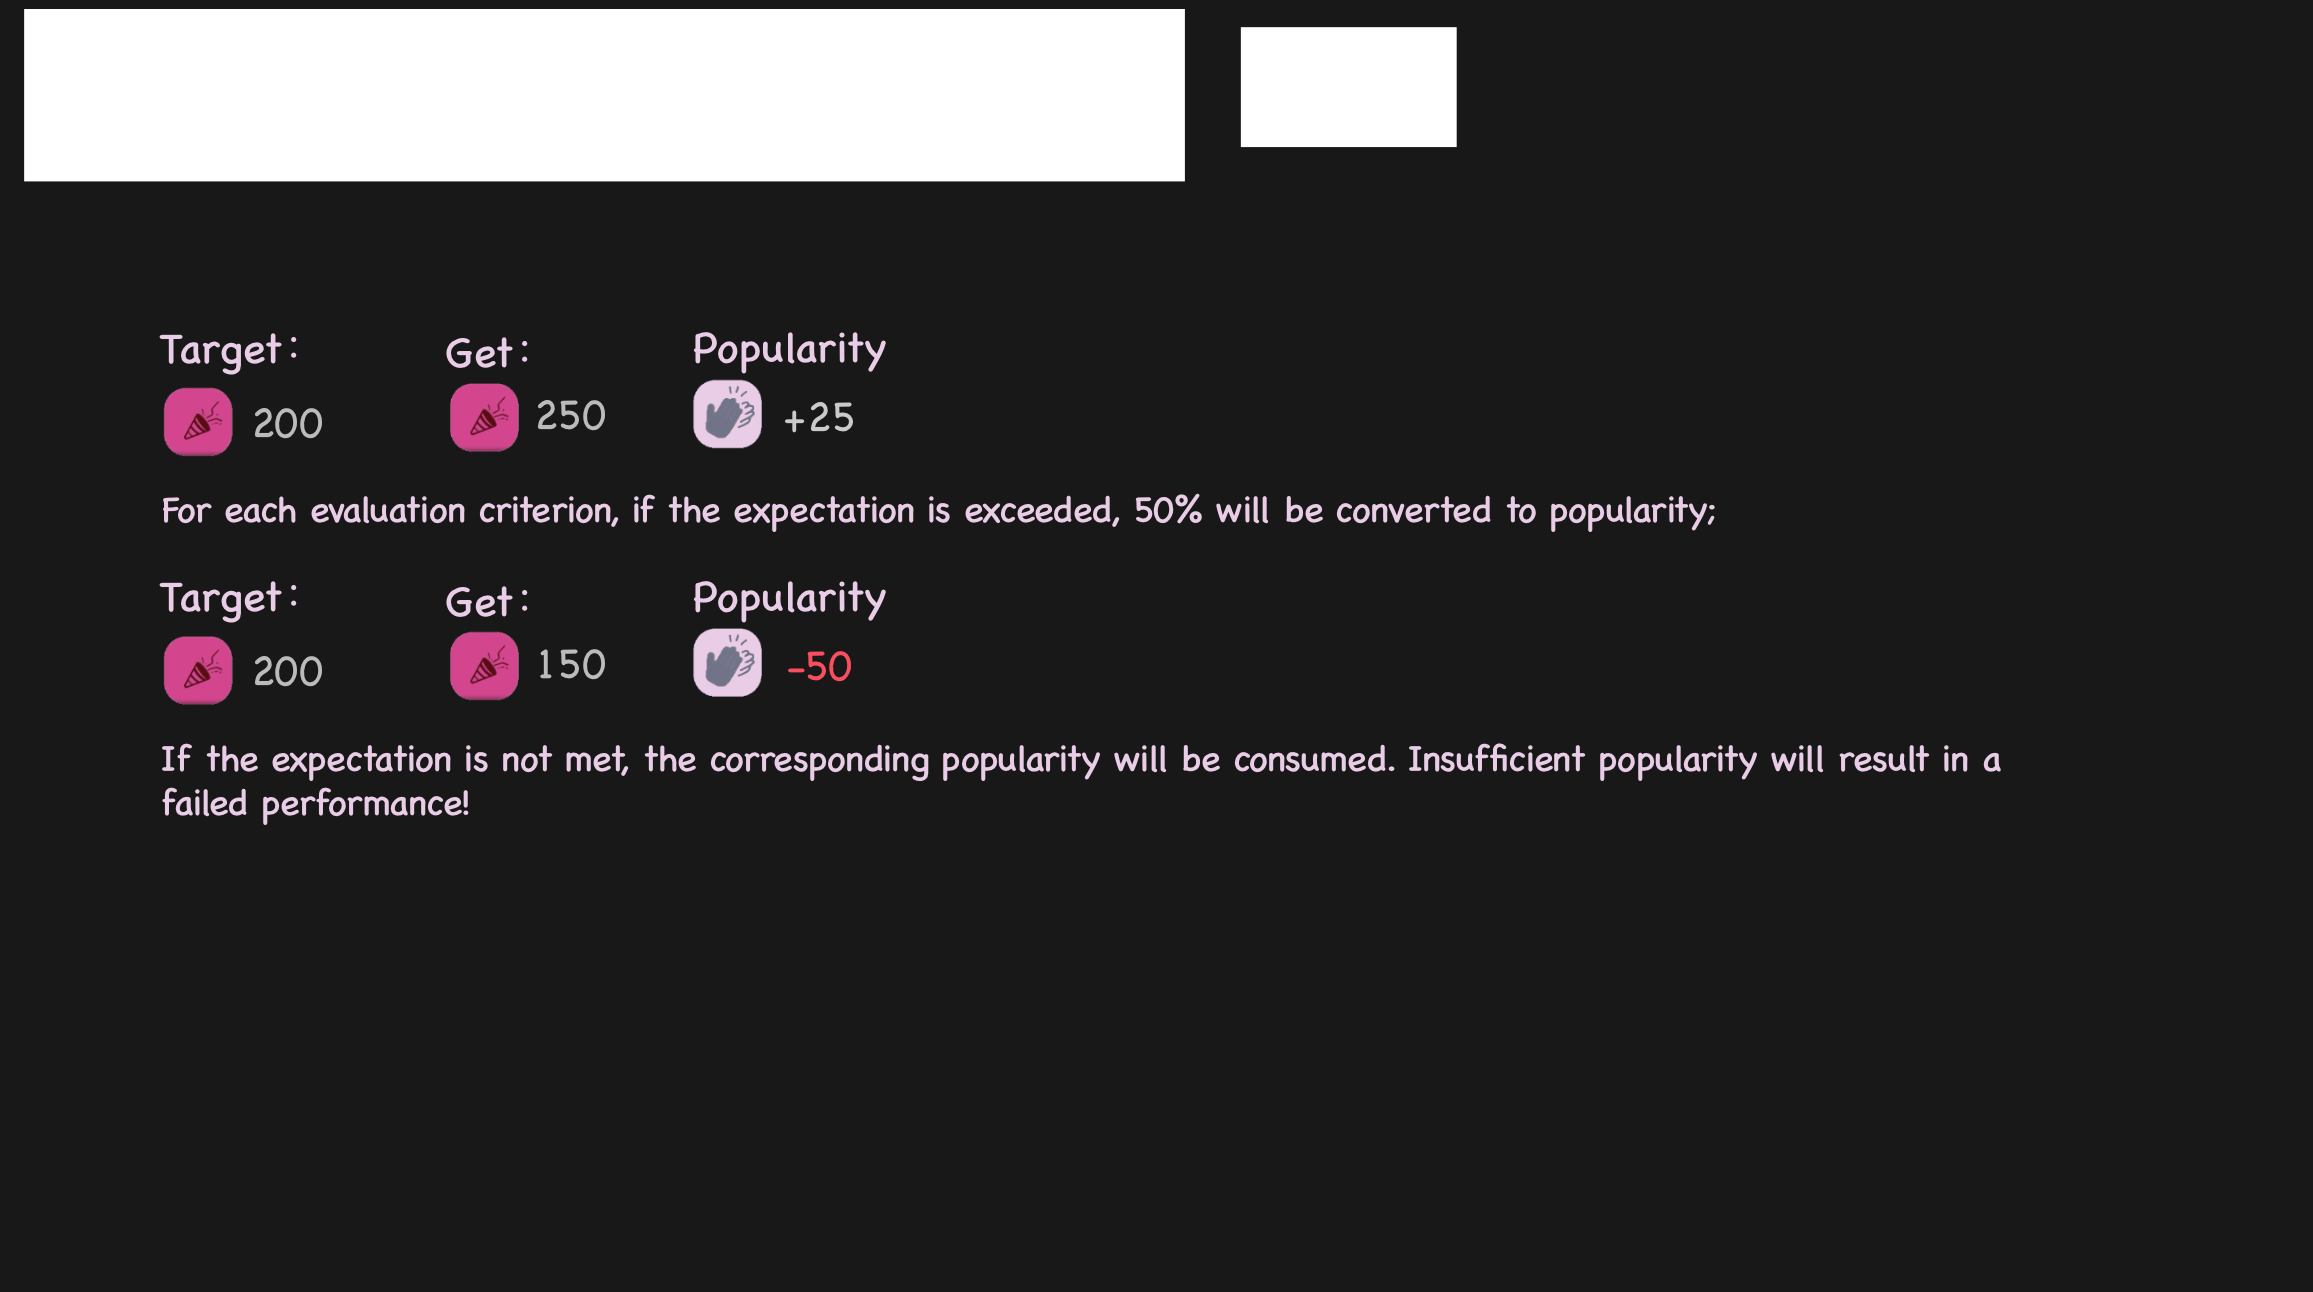 Target: Get: Popularity
200 250 +25
For each evaluation criterion, if the expectation is exceeded, 50% will be converted to popularity;
Target: Get: Popularity
200 150 -50
If the expectation is not met, the corresponding popularity will be consumed. Insufficient popularity will result in a
failed performance!